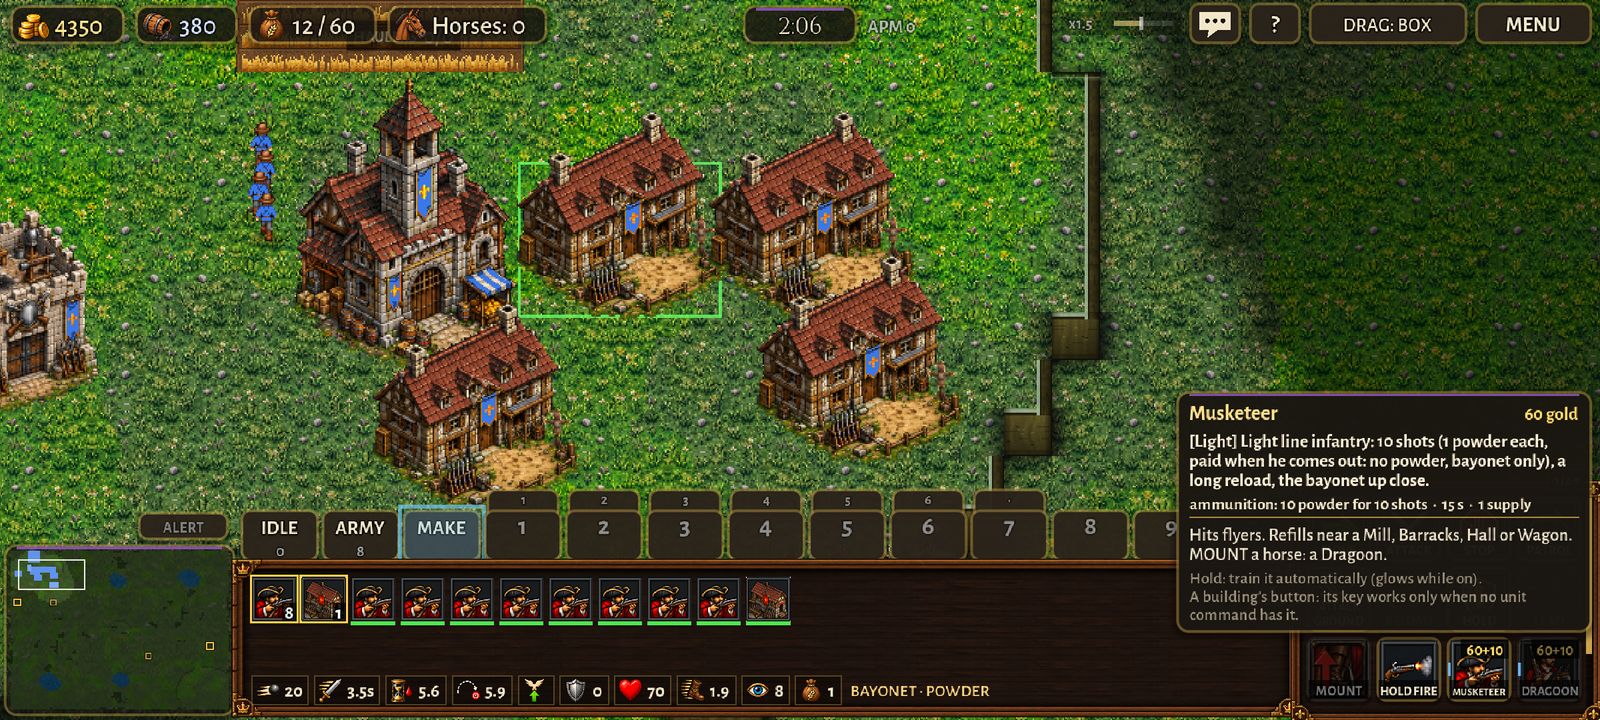 4350
380
12 / 60
Horses: 0
2:06
APM 0
x1.5
?
DRAG: BOX
MENU
Musketeer
60 gold
[Light] Light line infantry: 10 shots (1 powder each,
paid when he comes out: no powder, bayonet only), a
long reload, the bayonet up close.
ammunition: 10 powder for 10 shots · 15 s · 1 supply
Hits flyers. Refills near a Mill, Barracks, Hall or Wagon.
MOUNT a horse: a Dragoon.
Hold: train it automatically (glows while on).
A building's button: its key works only when no unit
command has it.
ALERT
IDLE
0
ARMY
8
MAKE
1
1
2
2
3
3
4
4
5
5
6
6
7
8
9
8
1
20
3.5s
5.6
5.9
0
70
1.9
8
1
BAYONET · POWDER
MOUNT
HOLD FIRE
60+10
MUSKETEER
60+10
DRAGOON